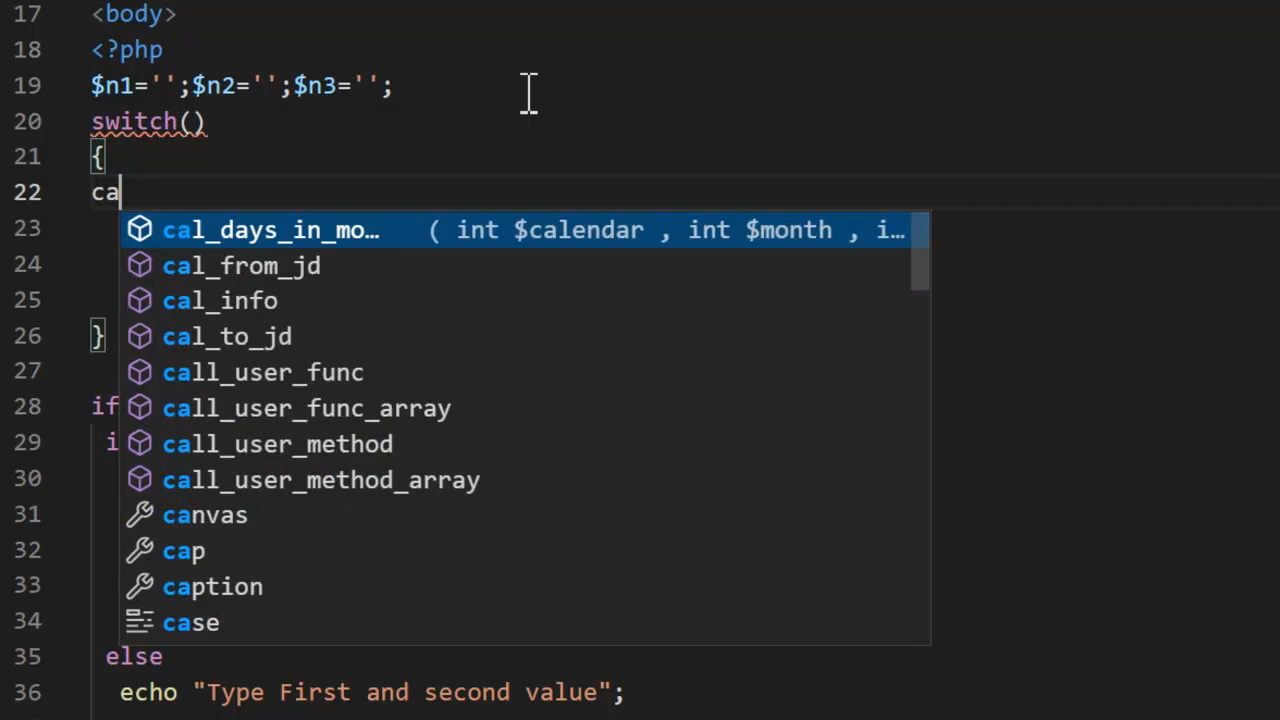 17 <body>
18 <?php
19 $n1='';$n2='';$n3='';
20 switch()
21 {
22 ca
23 cal_days_in_mo… ( int $calendar , int $month , i…
24 cal_from_jd
25 cal_info
26 } cal_to_jd
27 call_user_func
28 if call_user_func_array
29 i call_user_method
30 call_user_method_array
31 canvas
32 cap
33 caption
34 case
35 else
36 echo "Type First and second value";